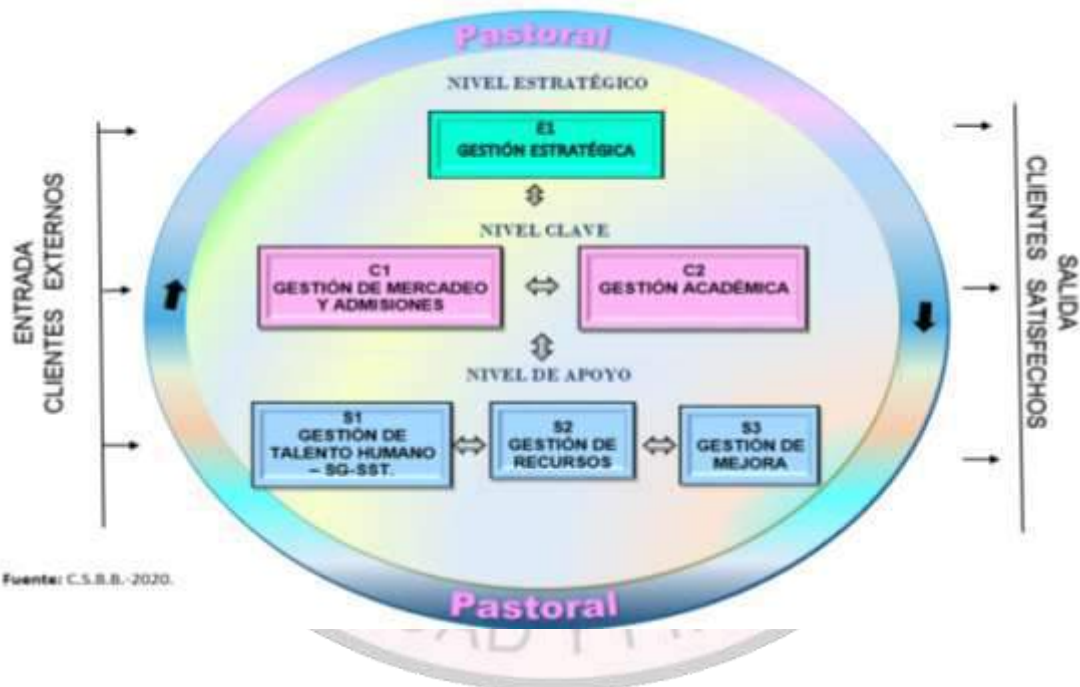 Pastoral
NIVEL ESTRATÉGICO
E1
GESTIÓN ESTRATÉGICA
NIVEL CLAVE
C1
GESTIÓN DE MERCADEO
Y ADMISIONES
C2
GESTIÓN ACADÉMICA
NIVEL DE APOYO
S1
GESTIÓN DE
TALENTO HUMANO
– SG-SST.
S2
GESTIÓN DE
RECURSOS
S3
GESTIÓN DE
MEJORA
ENTRADA
CLIENTES EXTERNOS
SALIDA
CLIENTES SATISFECHOS
Fuente: C.S.B.B.-2020.
Pastoral